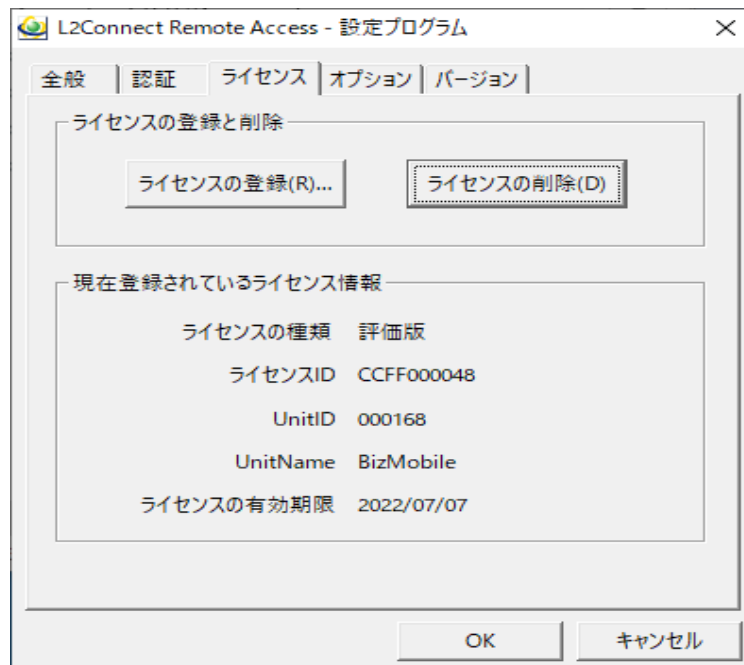 L2Connect Remote Access - 設定プログラム
全般 認証 ライセンス オプション バージョン
ライセンスの登録と削除
ライセンスの登録(R)... ライセンスの削除(D)
現在登録されているライセンス情報
ライセンスの種類 評価版
ライセンスID CCFF000048
UnitID 000168
UnitName BizMobile
ライセンスの有効期限 2022/07/07
OK キャンセル